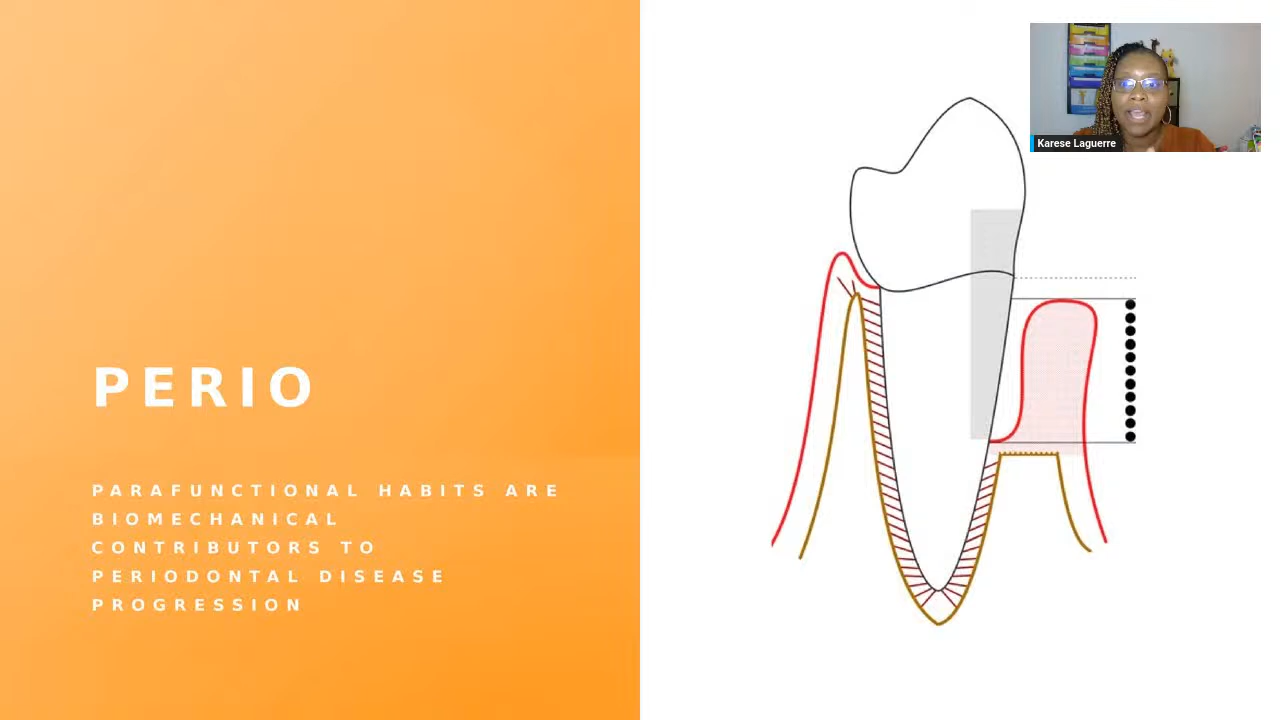 PERIO
PARAFUNCTIONAL HABITS ARE
BIOMECHANICAL
CONTRIBUTORS TO
PERIODONTAL DISEASE
PROGRESSION
Karese Laguerre